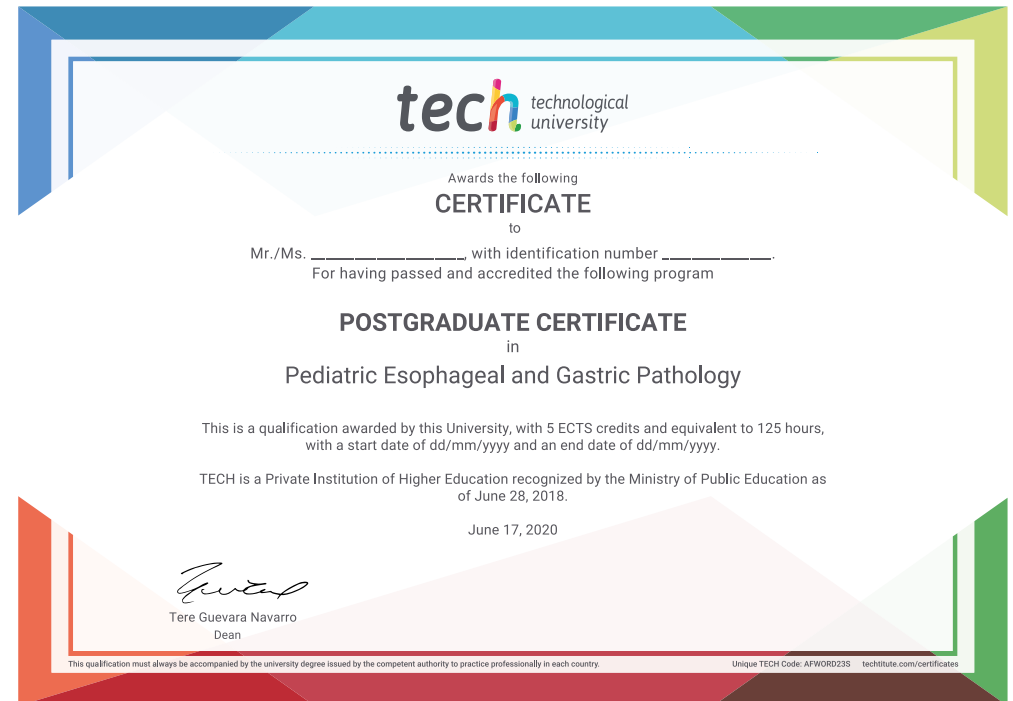 tech technological
university
Awards the following
CERTIFICATE
to
Mr./Ms. ____________________, with identification number ______________.
For having passed and accredited the following program
POSTGRADUATE CERTIFICATE
in
Pediatric Esophageal and Gastric Pathology
This is a qualification awarded by this University, with 5 ECTS credits and equivalent to 125 hours,
with a start date of dd/mm/yyyy and an end date of dd/mm/yyyy.
TECH is a Private Institution of Higher Education recognized by the Ministry of Public Education as
of June 28, 2018.
June 17, 2020
Tere Guevara Navarro
Dean
This qualification must always be accompanied by the university degree issued by the competent authority to practice professionally in each country.
Unique TECH Code: AFWORD23S techtitute.com/certificates